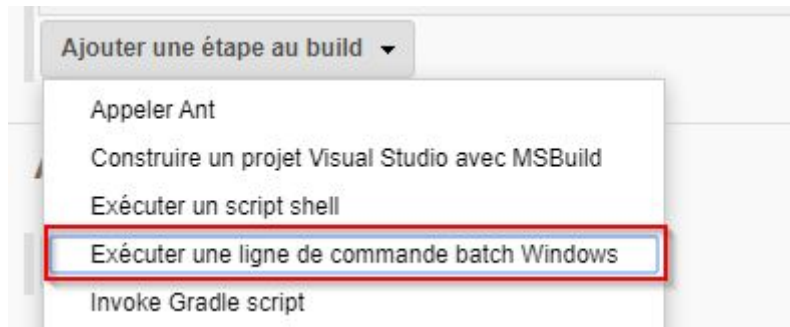 Ajouter une étape au build
Appeler Ant
Construire un projet Visual Studio avec MSBuild
Exécuter un script shell
Exécuter une ligne de commande batch Windows
Invoke Gradle script